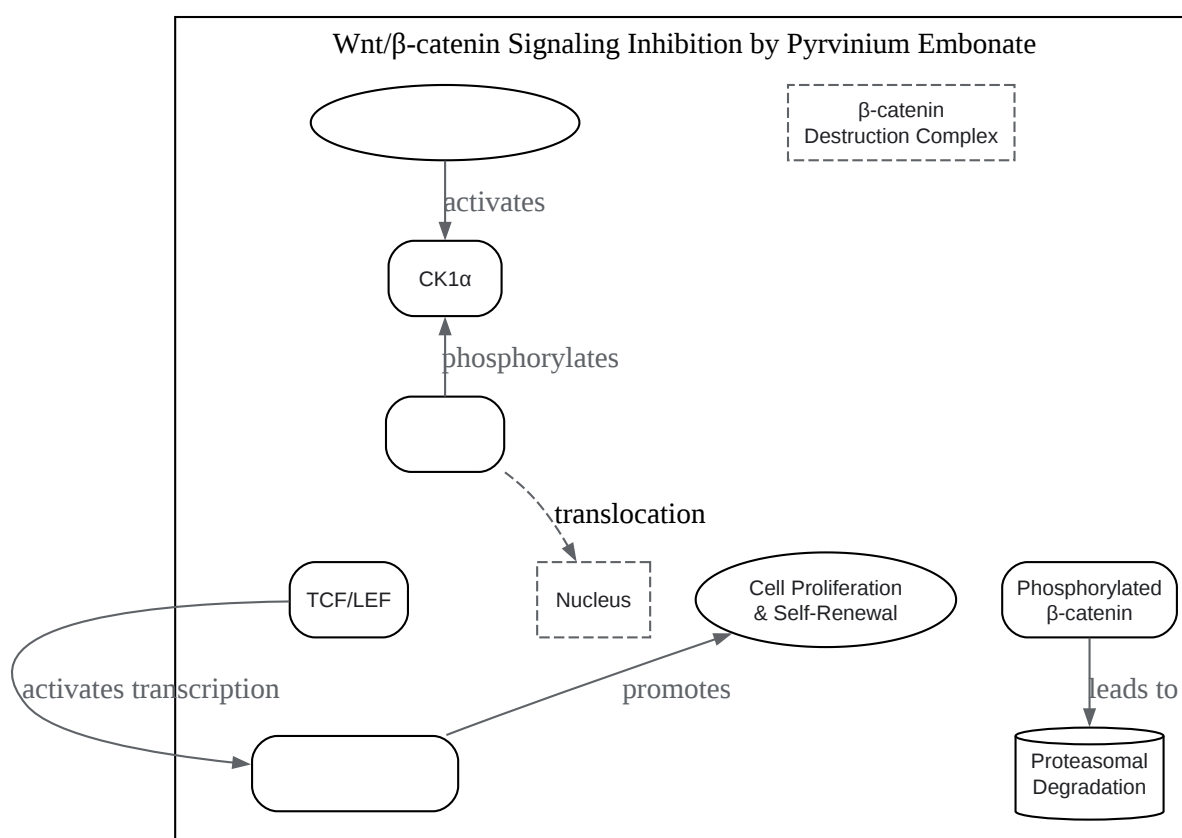 Wnt/β-catenin Signaling Inhibition by Pyrvinium Embonate
β-catenin
Destruction Complex
activates
CK1α
phosphorylates
translocation
TCF/LEF
Nucleus
Cell Proliferation
& Self-Renewal
Phosphorylated
β-catenin
activates transcription
promotes
leads to
Proteasomal
Degradation